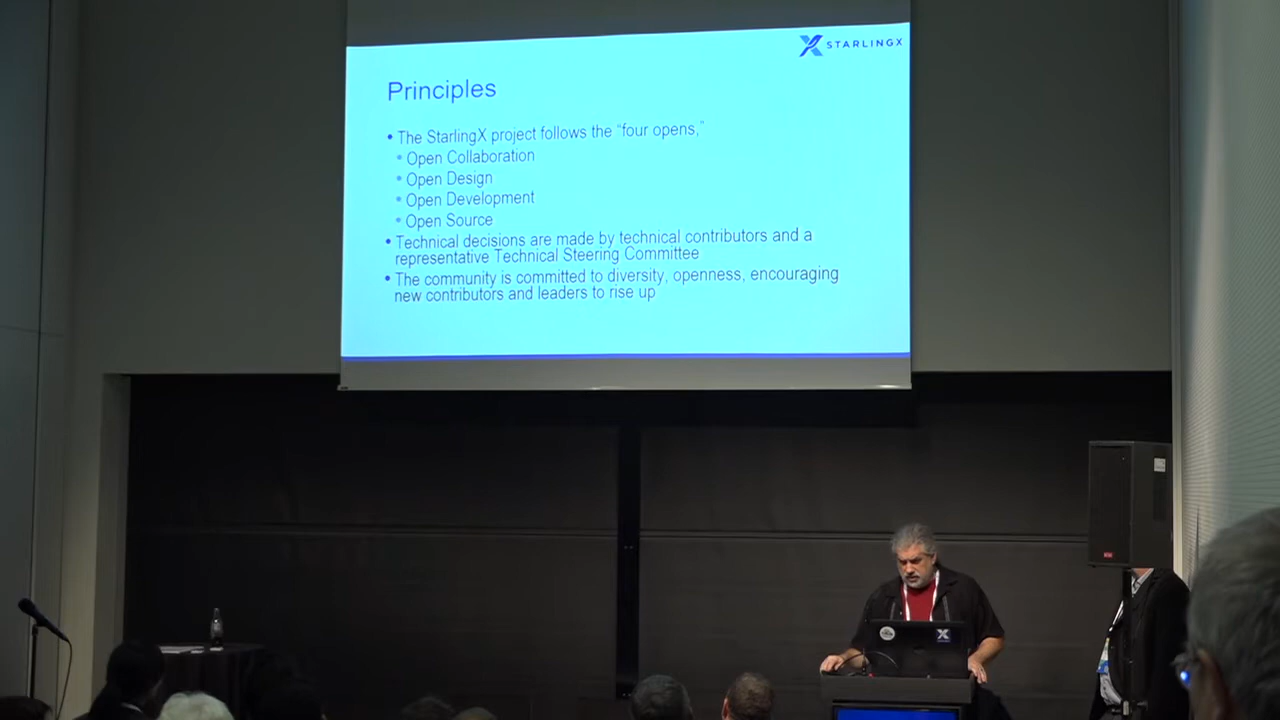 STARLINGX
Principles
• The StarlingX project follows the "four opens,"
• Open Collaboration
• Open Design
• Open Development
• Open Source
• Technical decisions are made by technical contributors and a
representative Technical Steering Committee
• The community is committed to diversity, openness, encouraging
new contributors and leaders to rise up